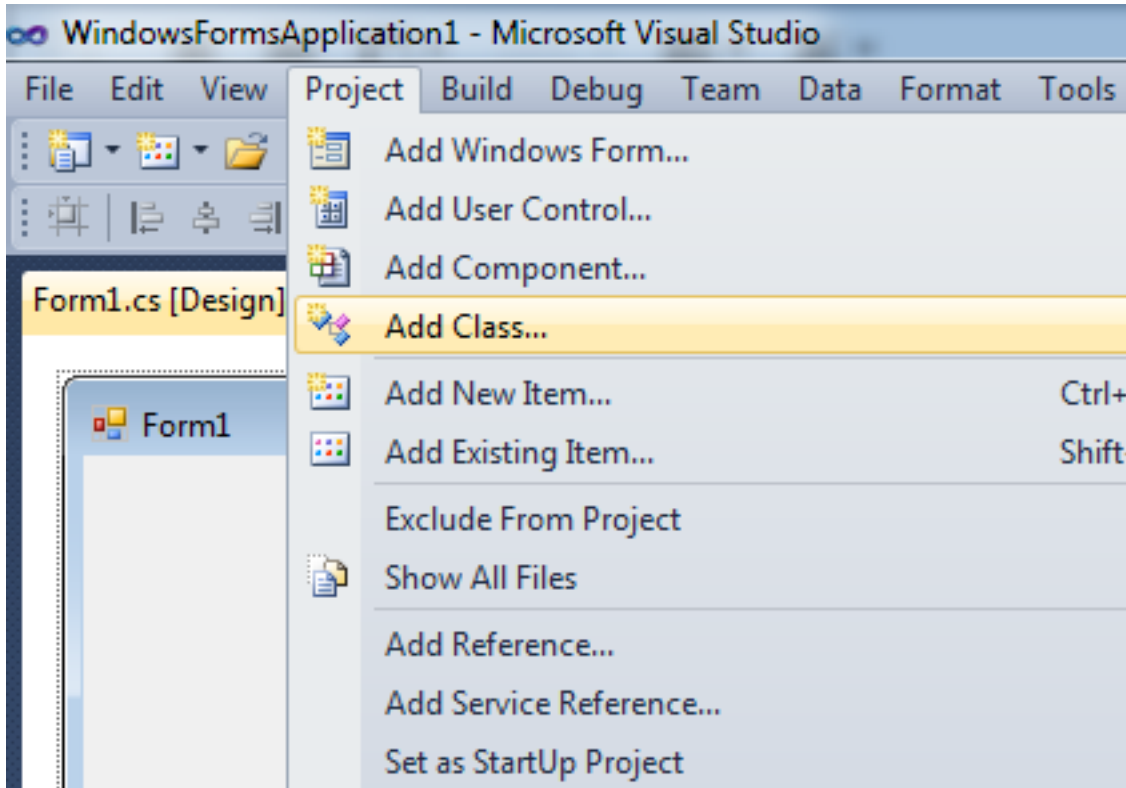 WindowsFormsApplication1 - Microsoft Visual Studio
File Edit View Project Build Debug Team Data Format Tools
Add Windows Form...
Add User Control...
Add Component...
Form1.cs [Design]
Add Class...
Add New Item... Ctrl+
Form1
Add Existing Item... Shift
Exclude From Project
Show All Files
Add Reference...
Add Service Reference...
Set as StartUp Project